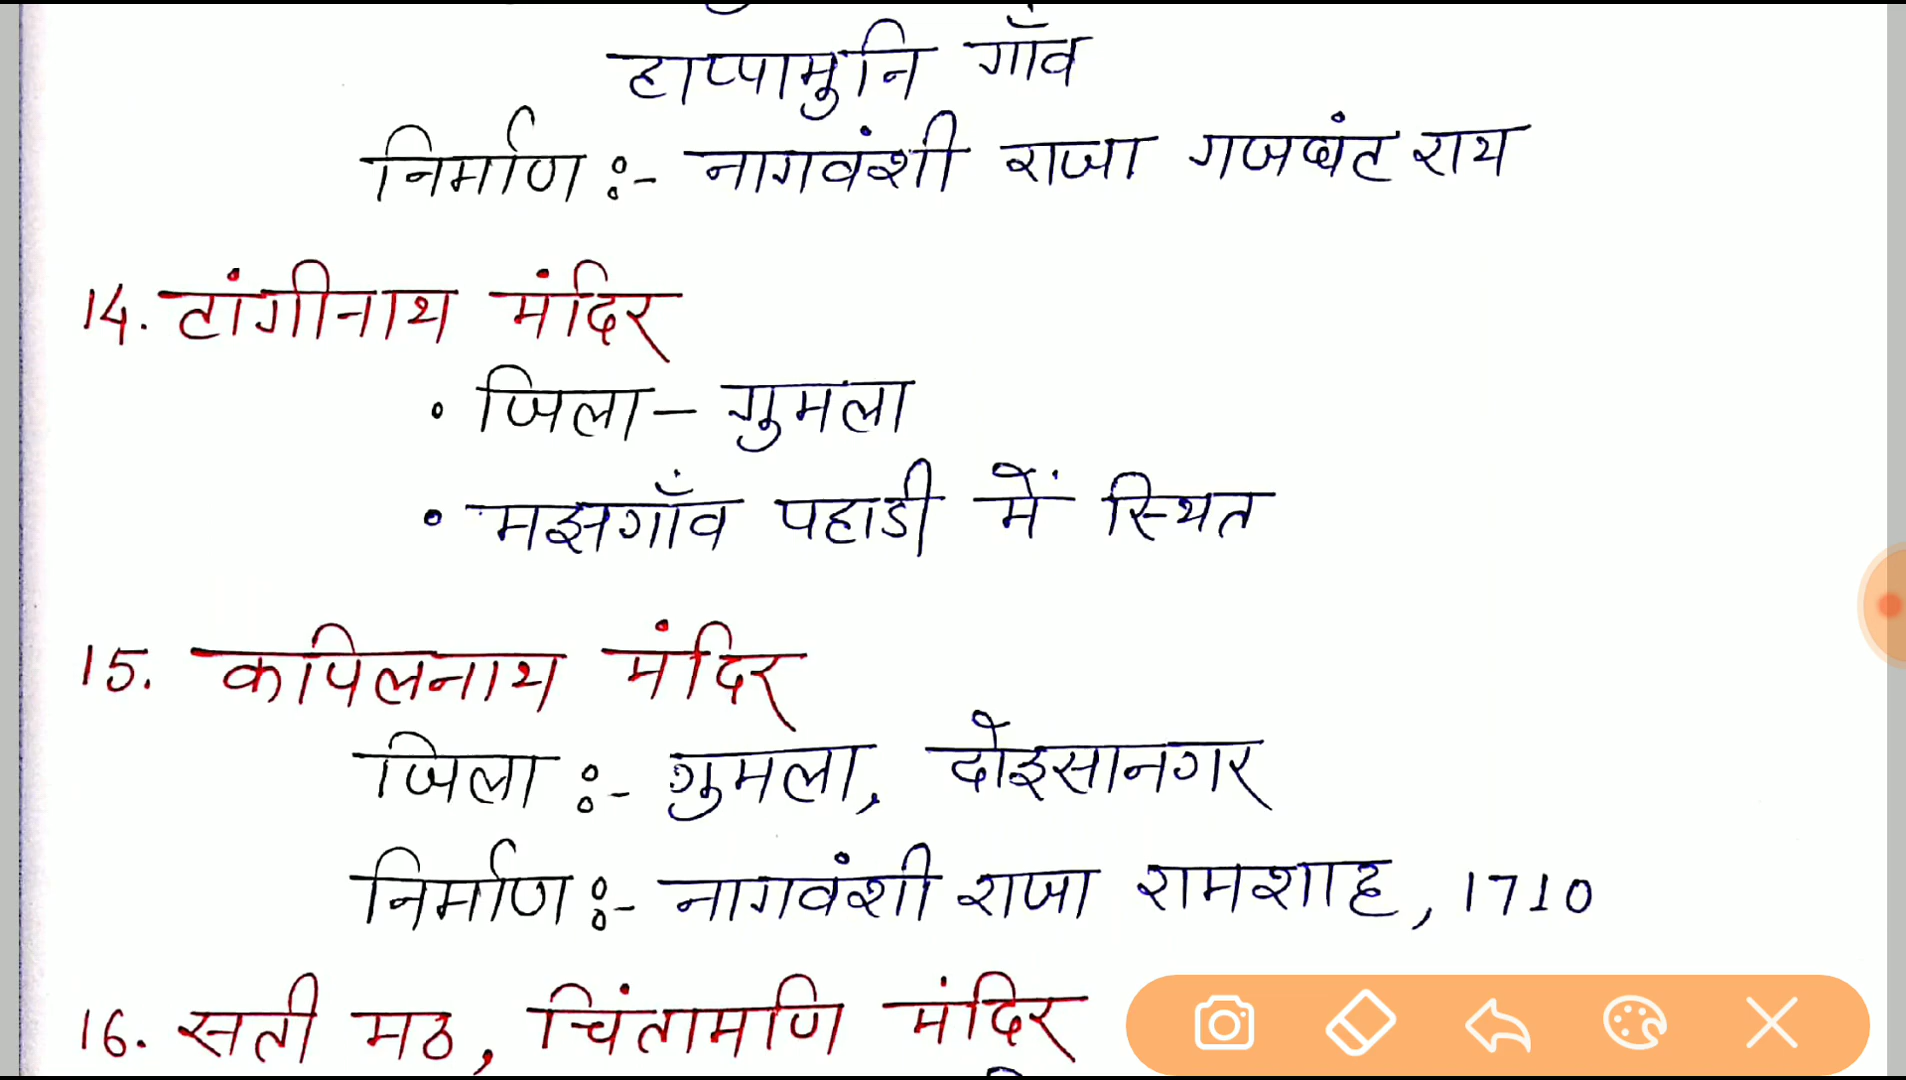 हाप्पामुनि गाँव
निर्माण :- नागवंशी राजा गजघंट राय
14. टांगीनाथ मंदिर
• जिला - गुमला
• मझगाँव पहाडी में स्थित
15. कपिलनाथ मंदिर
जिला :- गुमला, दोइसानगर
निर्माण :- नागवंशी राजा रामशाह, 1710
16. सती मठ, चिंतामणि मंदिर